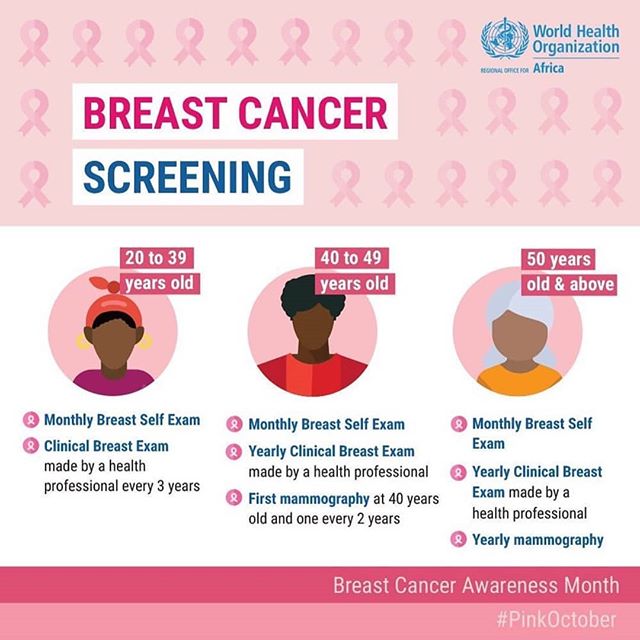 World Health
Organization
REGIONAL OFFICE FOR Africa
BREAST CANCER
SCREENING
20 to 39
years old
Monthly Breast Self Exam
Clinical Breast Exam
made by a health
professional every 3 years
40 to 49
years old
Monthly Breast Self Exam
Yearly Clinical Breast Exam
made by a health professional
First mammography at 40 years
old and one every 2 years
50 years
old & above
Monthly Breast Self
Exam
Yearly Clinical Breast
Exam made by a
health professional
Yearly mammography
Breast Cancer Awareness Month
#PinkOctober